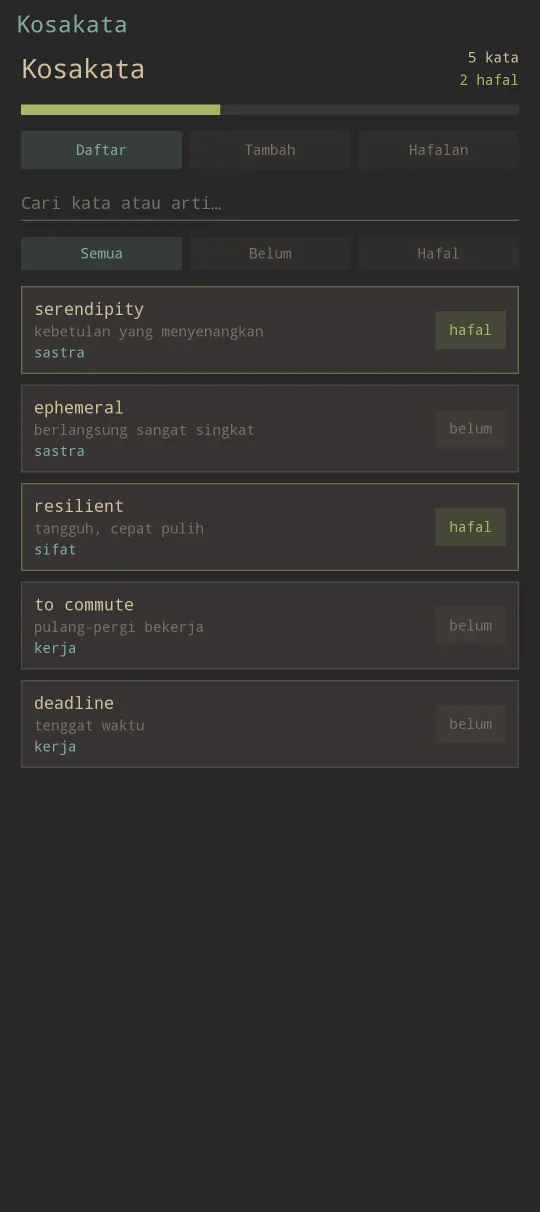 Kosakata
Kosakata
5 kata
2 hafal
Daftar
Tambah
Hafalan
Cari kata atau arti…
Semua
Belum
Hafal
serendipity
kebetulan yang menyenangkan
sastra
hafal
ephemeral
berlangsung sangat singkat
sastra
belum
resilient
tangguh, cepat pulih
sifat
hafal
to commute
pulang-pergi bekerja
kerja
belum
deadline
tenggat waktu
kerja
belum